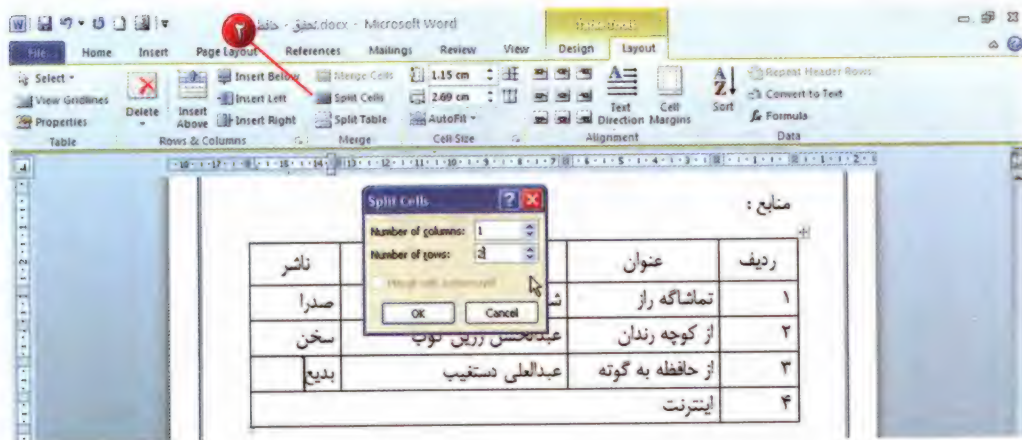 تحقیق - حافظ.docx - Microsoft Word
۲
File Home Insert Page Layout References Mailings Review View Design Layout
Select
View Gridlines
Properties
Table
Delete
Insert Above
Insert Below
Insert Left
Insert Right
Rows & Columns
Merge Cells
Split Cells
Split Table
Merge
1.15 cm
2.69 cm
AutoFit
Cell Size
Text Direction
Cell Margins
Alignment
Sort
Repeat Header Rows
Convert to Text
Formula
Data
منابع :
Split Cells
Number of columns: 1
Number of rows: 2
OK Cancel
ردیف عنوان ناشر
۱ تماشاگه راز صدرا
۲ از کوچه رندان عبدالحسین زرین کوب سخن
۳ از حافظه به گوته عبدالعلی دستغیب بدیع
۴ اینترنت